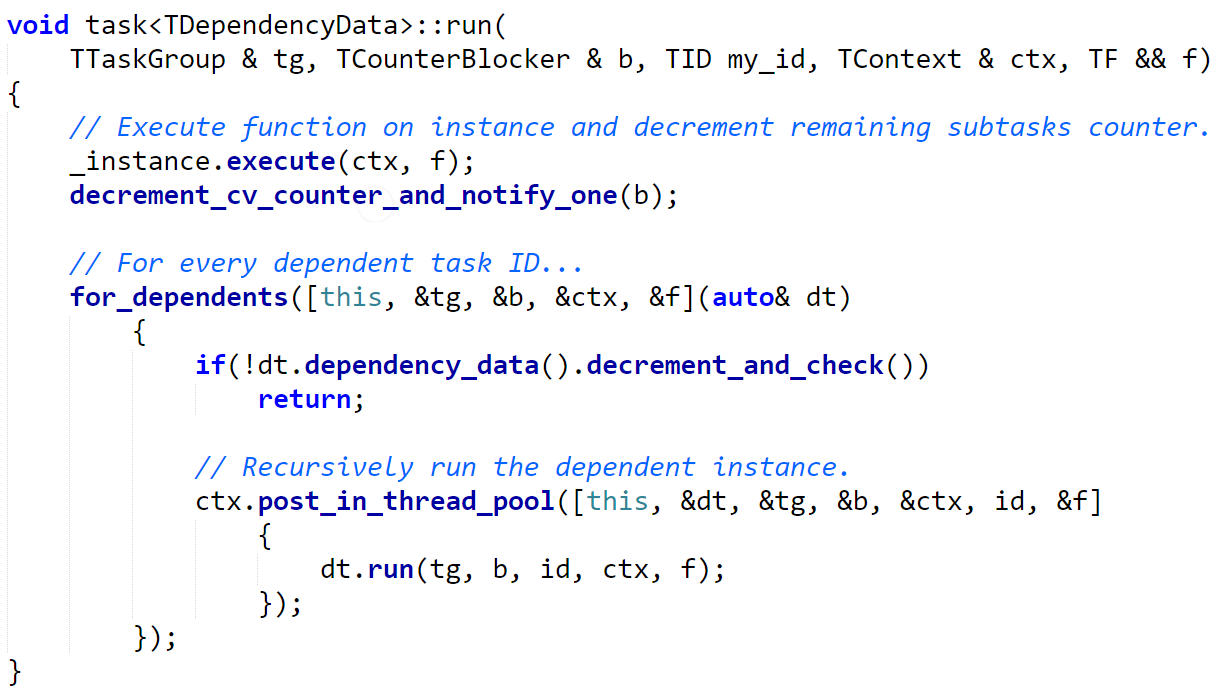 void task<TDependencyData>::run(
    TTaskGroup & tg, TCounterBlocker & b, TID my_id, TContext & ctx, TF && f)
{
    // Execute function on instance and decrement remaining subtasks counter.
    _instance.execute(ctx, f);
    decrement_cv_counter_and_notify_one(b);

    // For every dependent task ID...
    for_dependents([this, &tg, &b, &ctx, &f](auto& dt)
        {
            if(!dt.dependency_data().decrement_and_check())
                return;

            // Recursively run the dependent instance.
            ctx.post_in_thread_pool([this, &dt, &tg, &b, &ctx, id, &f]
                {
                    dt.run(tg, b, id, ctx, f);
                });
        });
}